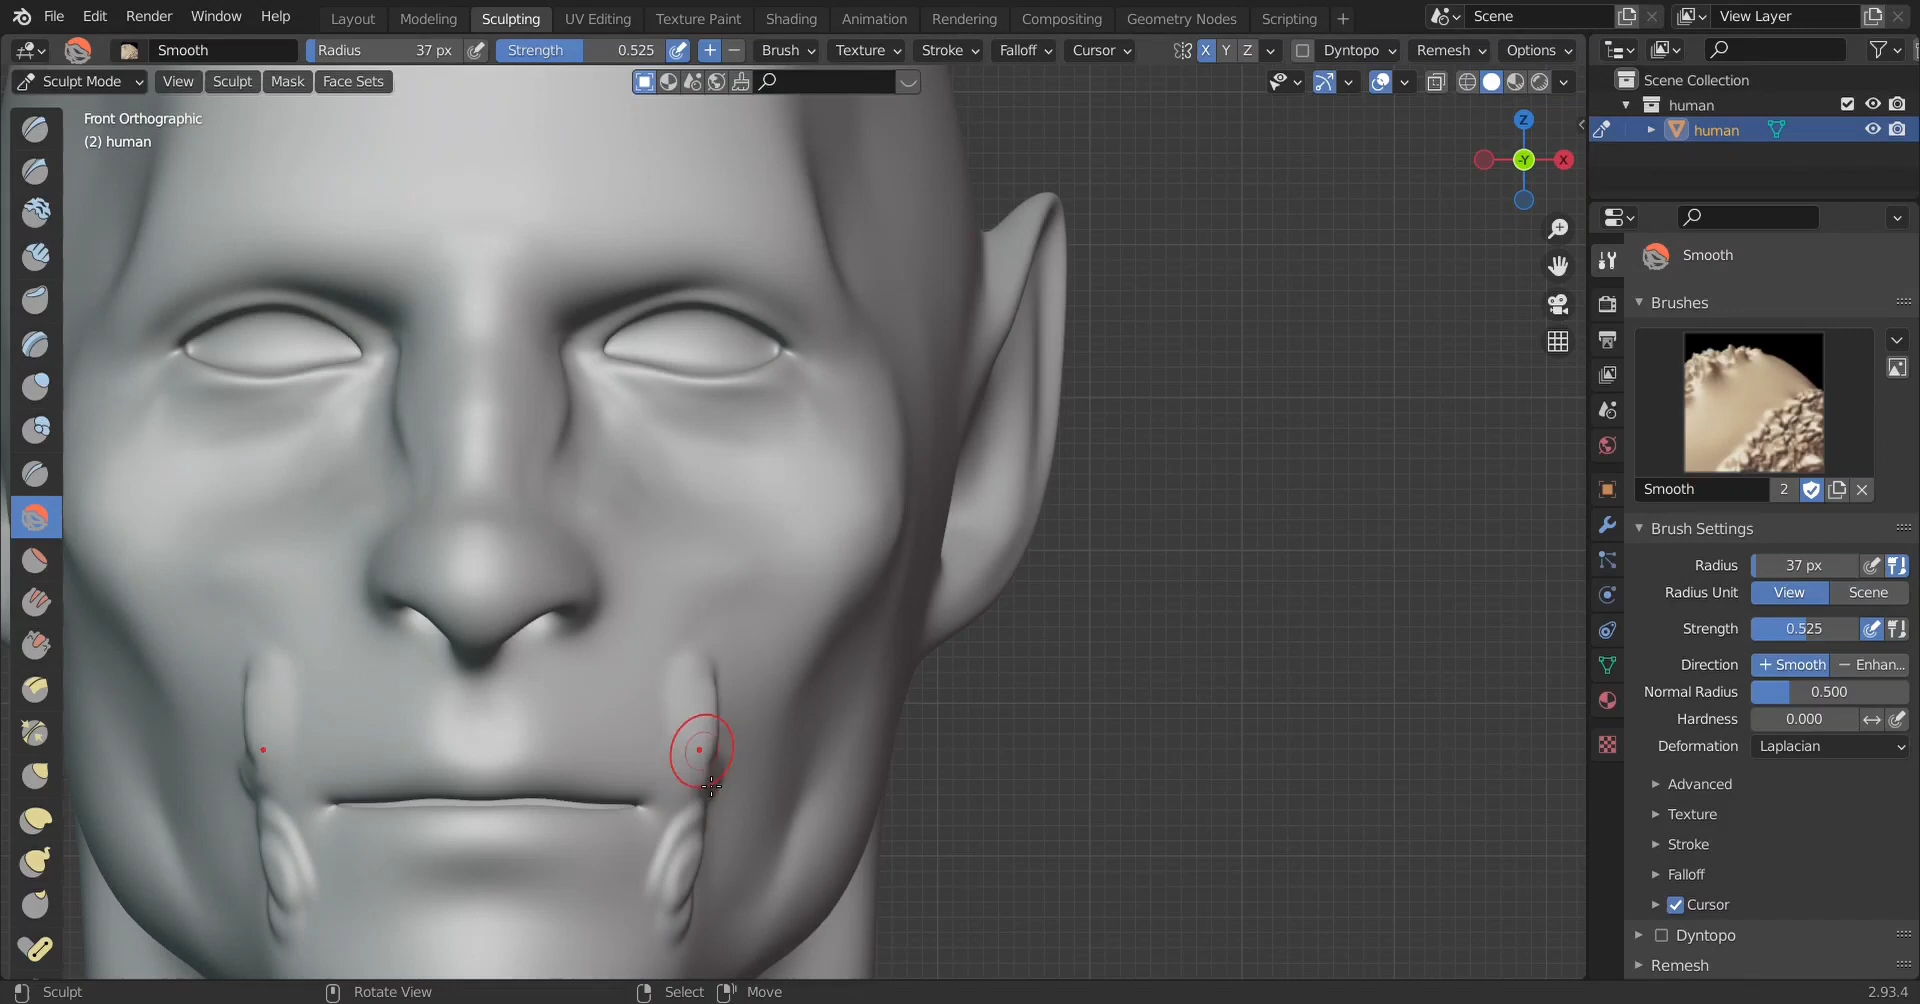 File Edit Render Window Help Layout Modeling Sculpting UV Editing Texture Paint Shading Animation Rendering Compositing Geometry Nodes Scripting + Scene View Layer
Smooth Radius 37 px Strength 0.525 + − Brush Texture Stroke Falloff Cursor X Y Z Dyntopo Remesh Options
Sculpt Mode View Sculpt Mask Face Sets
Scene Collection
human
human
Front Orthographic
(2) human
Z
-Y X
Smooth
Brushes
Smooth 2
Brush Settings
Radius 37 px
Radius Unit View Scene
Strength 0.525
Direction + Smooth − Enhan...
Normal Radius 0.500
Hardness 0.000
Deformation Laplacian
Advanced
Texture
Stroke
Falloff
Cursor
Dyntopo
Remesh
Sculpt Rotate View Select Move 2.93.4